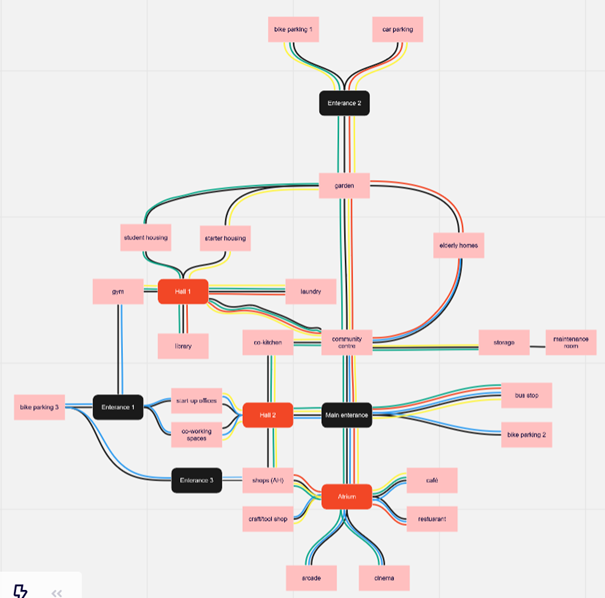 bike parking 1
car parking
Enterance 2
garden
student housing
starter housing
elderly homes
gym
Hall 1
laundry
library
co-kitchen
community
centre
storage
maintenance
room
bike parking 3
Enterance 1
start up offices
co-working
spaces
Hall 2
Main enterance
bus stop
bike parking 2
Enterance 3
shops (AH)
Atrium
café
craft/tool shop
restuarant
arcade
cinema